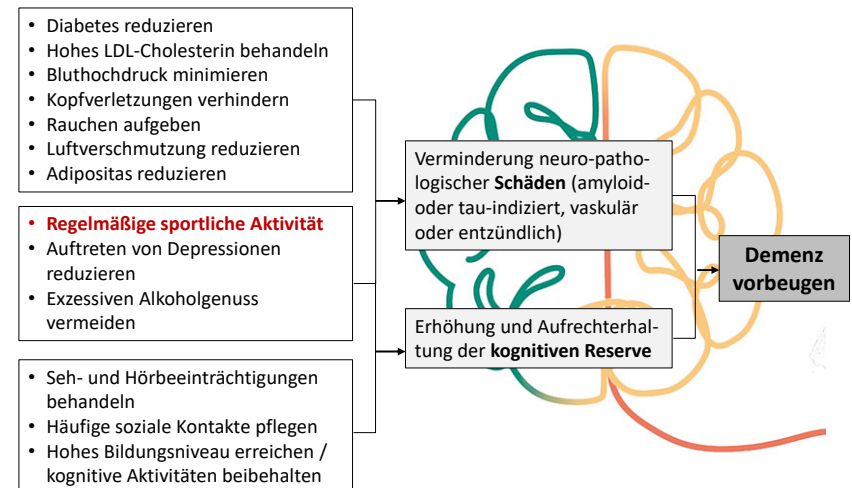 • Diabetes reduzieren
• Hohes LDL-Cholesterin behandeln
• Bluthochdruck minimieren
• Kopfverletzungen verhindern
• Rauchen aufgeben
• Luftverschmutzung reduzieren
• Adipositas reduzieren
• Regelmäßige sportliche Aktivität
• Auftreten von Depressionen
reduzieren
• Exzessiven Alkoholgenuss
vermeiden
• Seh- und Hörbeeinträchtigungen
behandeln
• Häufige soziale Kontakte pflegen
• Hohes Bildungsniveau erreichen /
kognitive Aktivitäten beibehalten
Verminderung neuro-patho-
logischer Schäden (amyloid-
oder tau-indiziert, vaskulär
oder entzündlich)
Erhöhung und Aufrechterhal-
tung der kognitiven Reserve
Demenz
vorbeugen